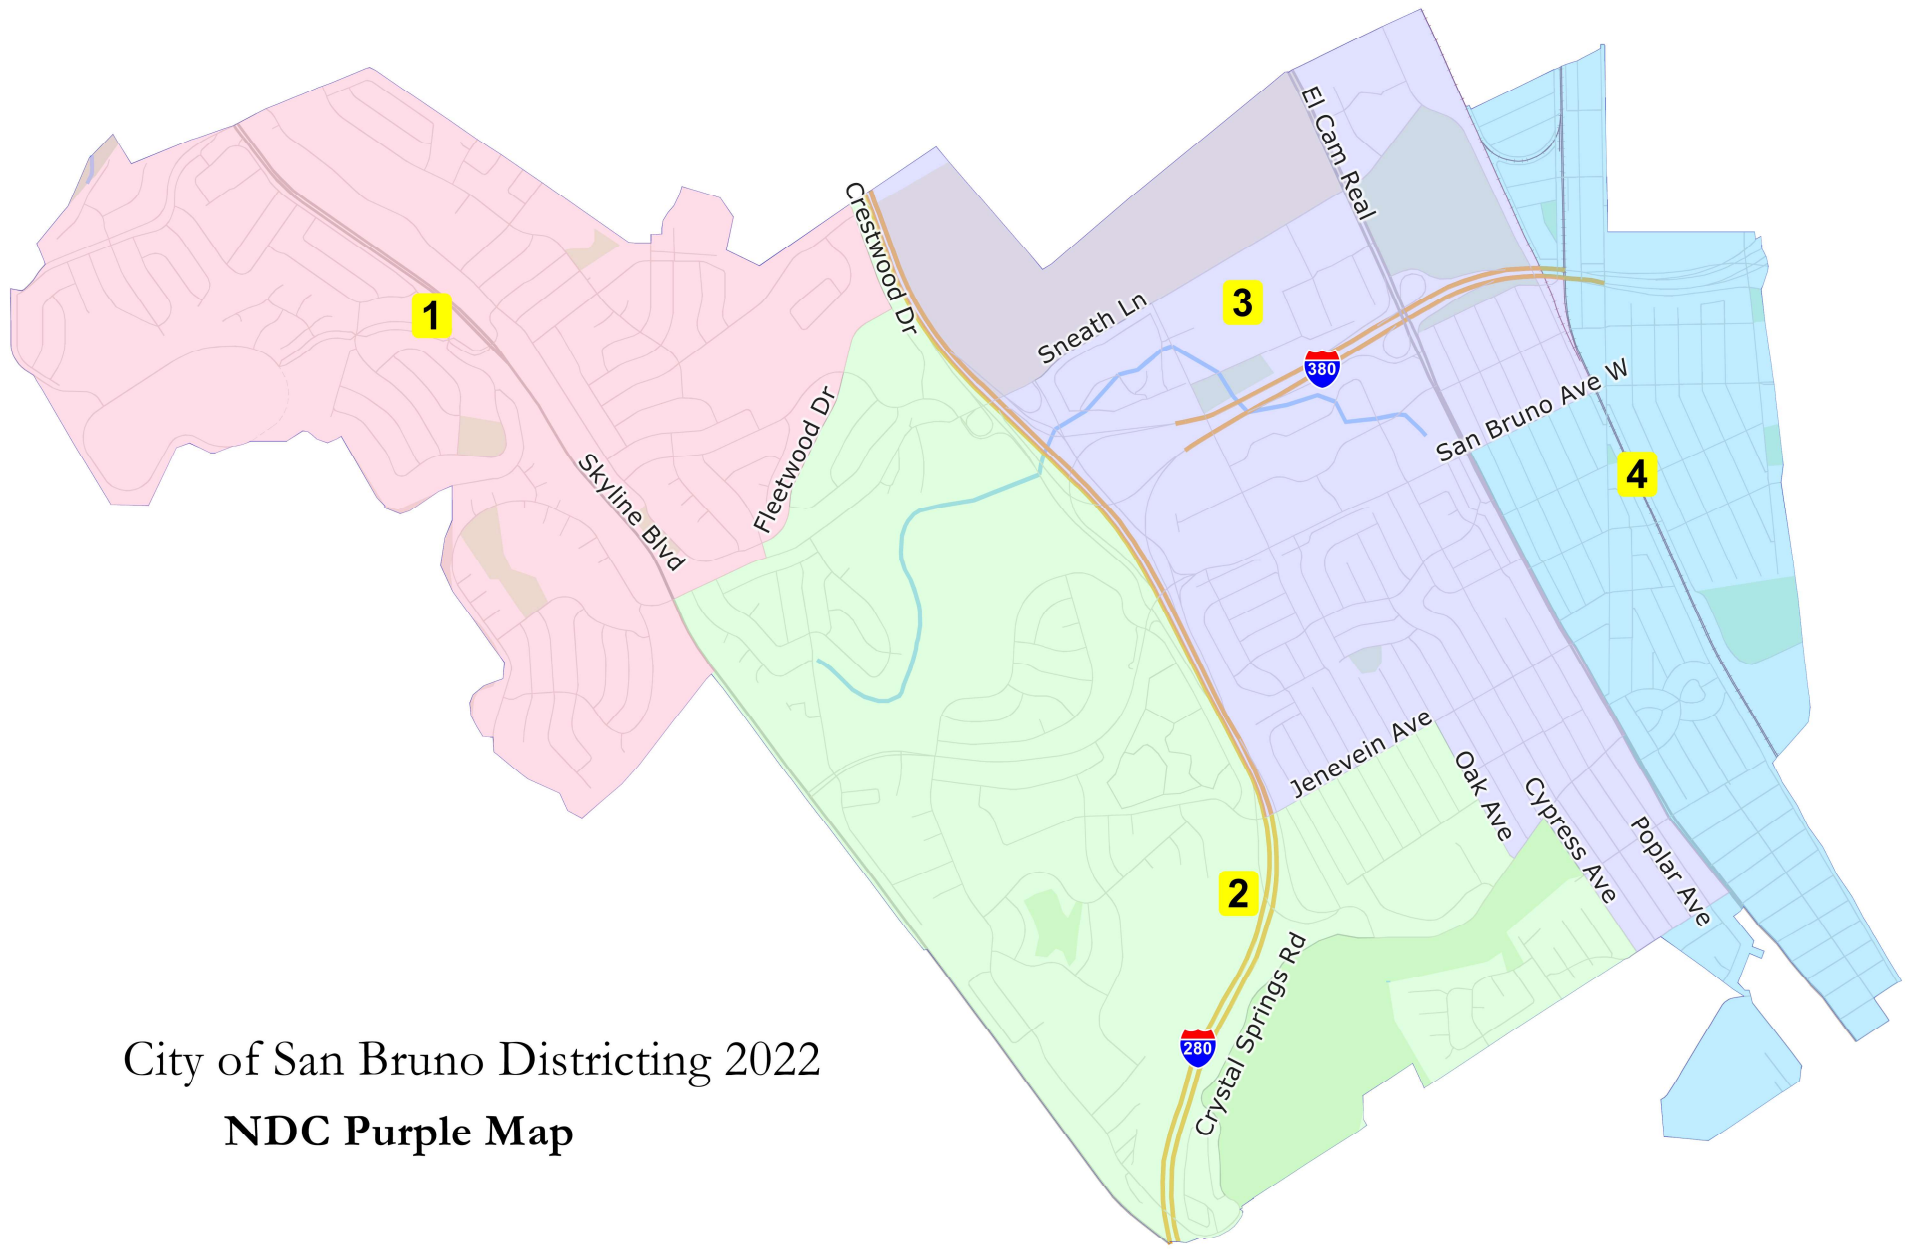 El Cam Real
Crestwood Dr
Sneath Ln
3
1
380
San Bruno Ave W
Fleetwood Dr
4
Skyline Blvd
Jenevein Ave
Oak Ave
Cypress Ave
Poplar Ave
2
Crystal Springs Rd
280
City of San Bruno Districting 2022
NDC Purple Map